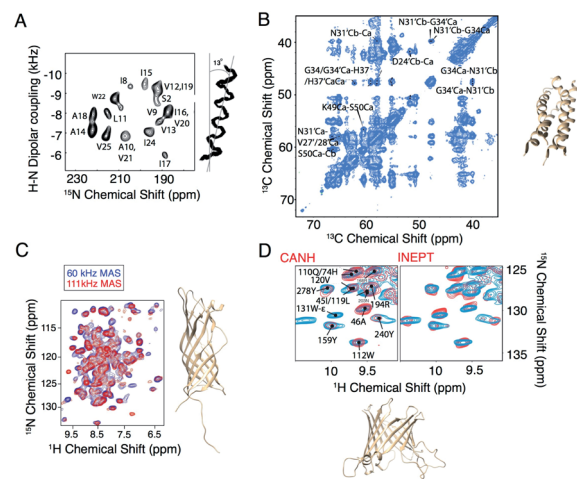 A
H-N Dipolar coupling (kHz)
-10
-9
-8
-7
-6
I15
I8
V12,I19
W22
S2
V9
I16,
V20
A18
L11
V13
A14
I24
V25
A10,
V21
I17
230
210
190
15N Chemical Shift (ppm)
13°
B
13C Chemical Shift (ppm)
40
50
60
70
N31'Cb-G34'Ca
N31'Cb-Ca
N31'Cb-G34Ca
D24'Cb-Ca
G34/G34'Ca-H37
/H37'CaCa
G34Ca-N31'Cb
G34'Ca-N31'Cb
K49Ca-S50Ca
N31'Ca
V27'/28'Ca
S50Ca-Cb
70
60
50
40
13C Chemical Shift (ppm)
C
60 kHz MAS
111kHz MAS
15N Chemical Shift (ppm)
115
120
125
130
9.5
8.5
7.5
6.5
1H Chemical Shift (ppm)
D
CANH
INEPT
110Q/74H
120V
278Y
45I/119L
131W-ε
194R
46A
240Y
159Y
112W
125
130
135
15N Chemical Shift (ppm)
10
9.5
10
9.5
1H Chemical Shift (ppm)